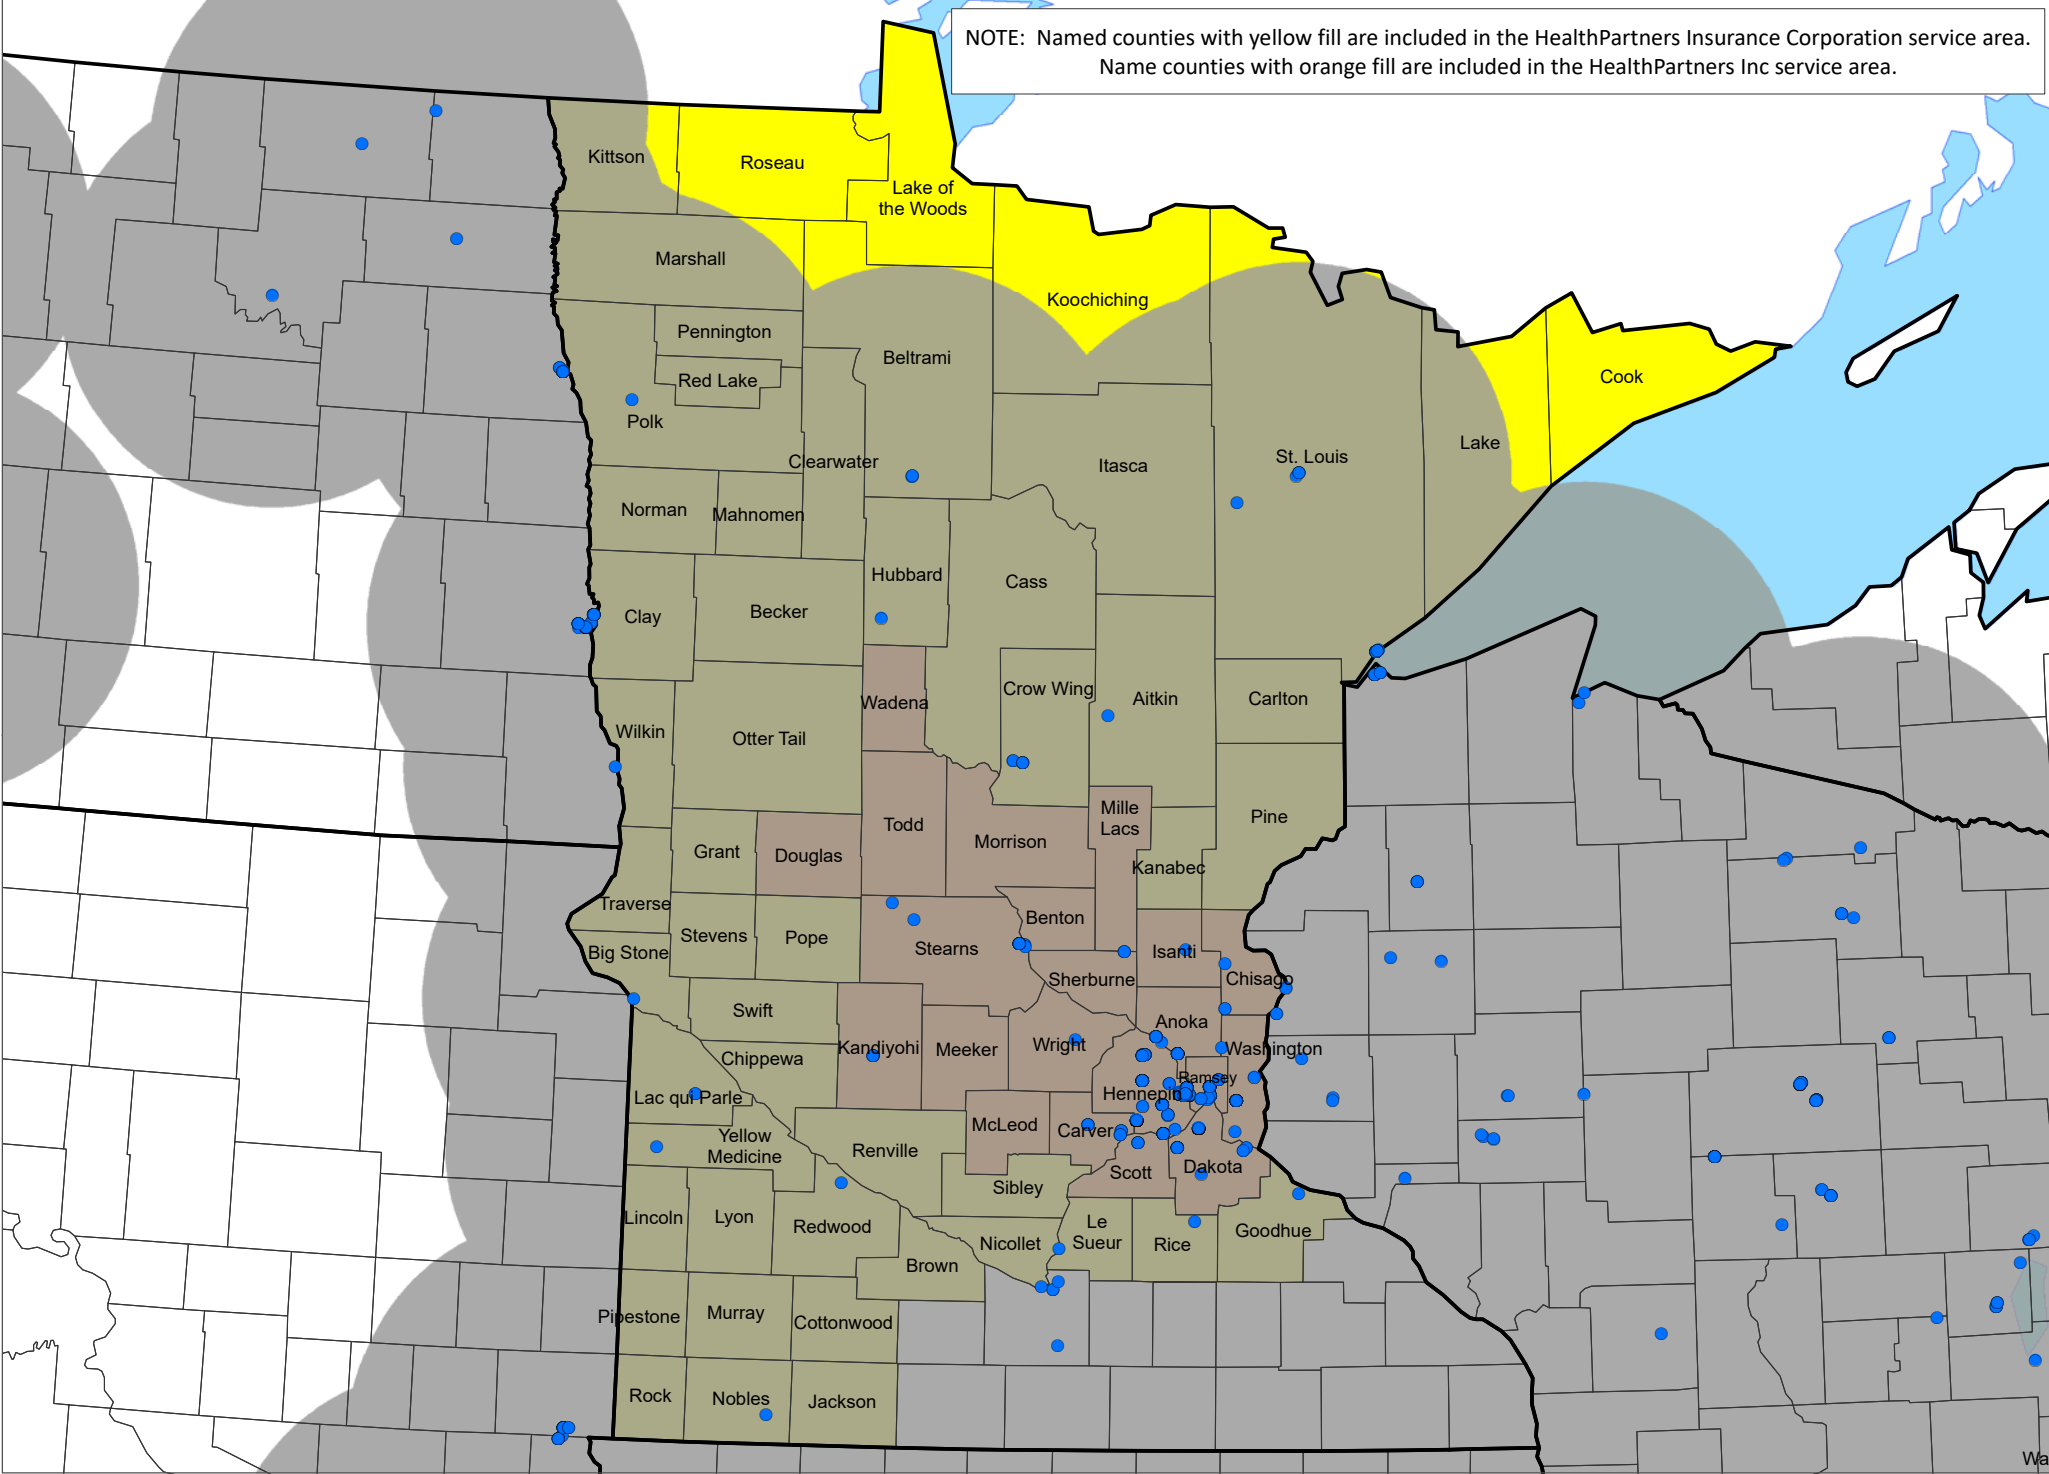 NOTE: Named counties with yellow fill are included in the HealthPartners Insurance Corporation service area.
Name counties with orange fill are included in the HealthPartners Inc service area.
Kittson
Roseau
Lake of
the Woods
Marshall
Koochiching
Pennington
Beltrami
Red Lake
Cook
Polk
Lake
Clearwater
St. Louis
Itasca
Norman
Mahnomen
Hubbard
Cass
Clay
Becker
Crow Wing
Wadena
Aitkin
Carlton
Wilkin
Otter Tail
Mille
Lacs
Pine
Todd
Morrison
Grant
Douglas
Kanabec
Traverse
Benton
Stevens
Pope
Stearns
Big Stone
Isanti
Sherburne
Chisago
Swift
Anoka
Kandiyohi
Meeker
Wright
Washington
Chippewa
Ramsey
Hennepin
Lac qui Parle
McLeod
Carver
Yellow
Medicine
Renville
Scott
Dakota
Sibley
Lincoln
Lyon
Redwood
Le
Sueur
Nicollet
Rice
Goodhue
Brown
Pipestone
Murray
Cottonwood
Rock
Nobles
Jackson
Wa